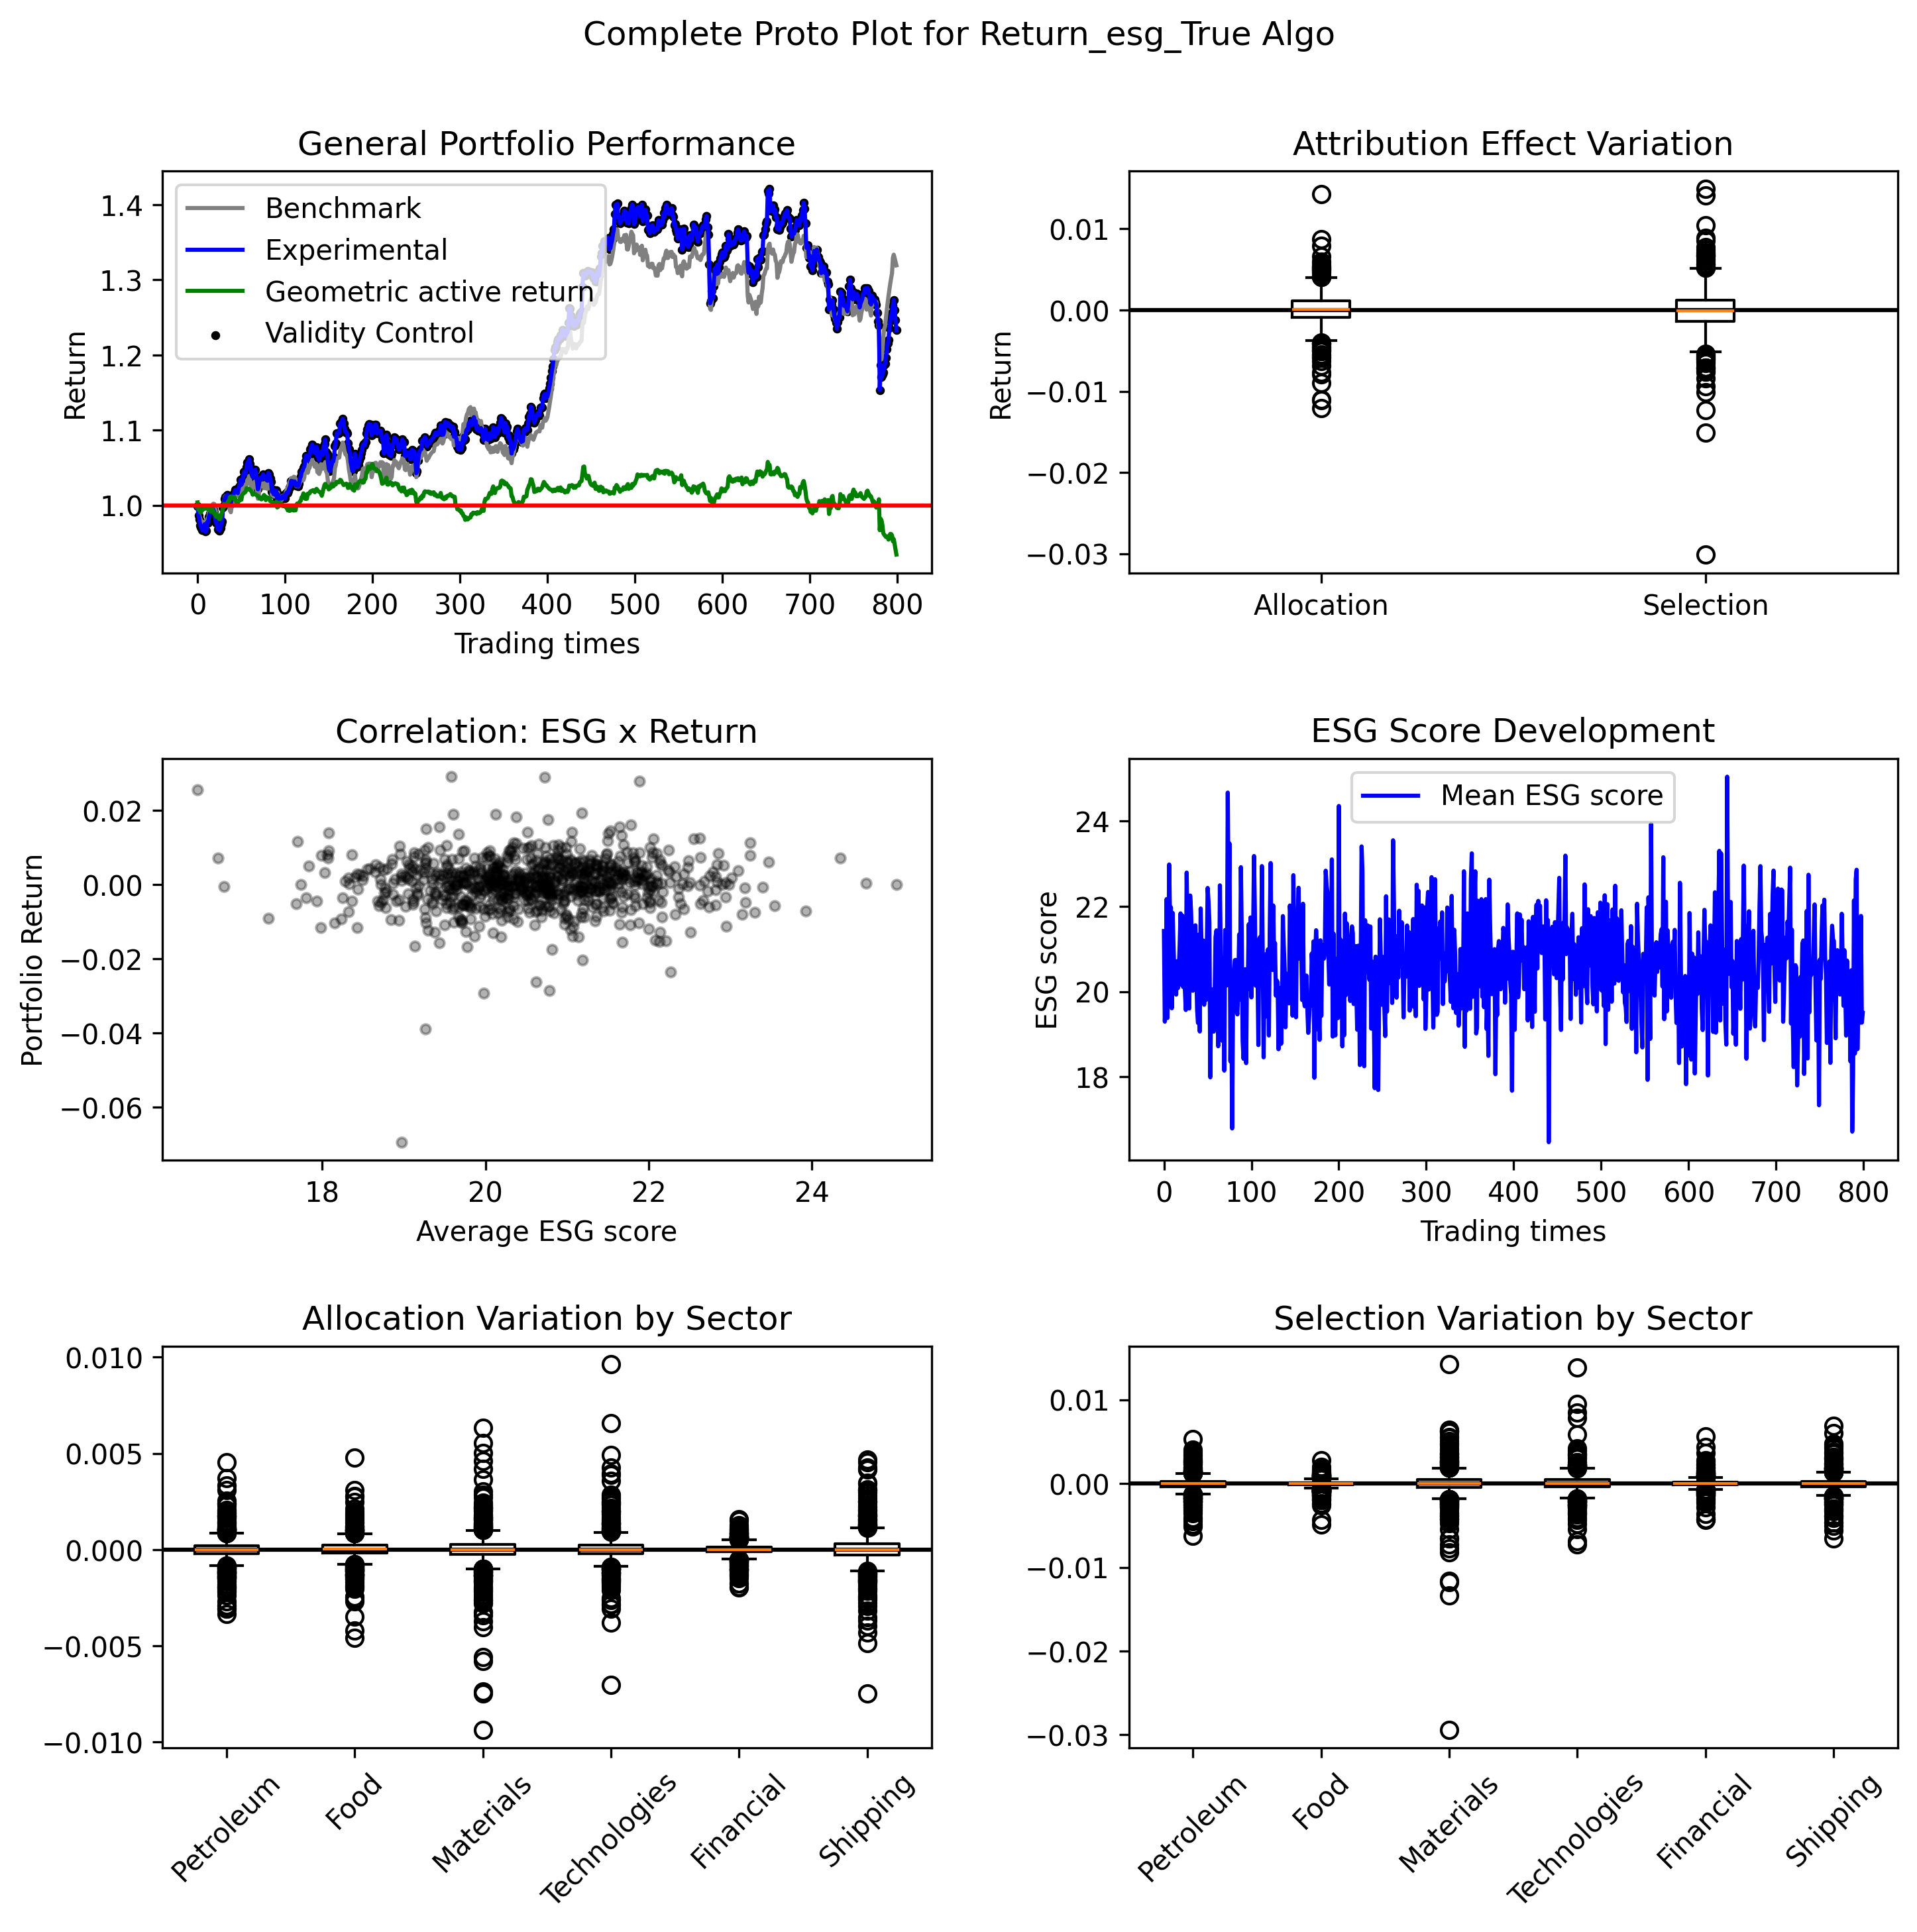 Complete Proto Plot for Return_esg_True Algo
General Portfolio Performance
Return
1.4
1.3
1.2
1.1
1.0
Benchmark
Experimental
Geometric active return
Validity Control
0 100 200 300 400 500 600 700 800
Trading times
Attribution Effect Variation
Return
0.01
0.00
−0.01
−0.02
−0.03
Allocation Selection
Correlation: ESG x Return
Portfolio Return
0.02
0.00
−0.02
−0.04
−0.06
18 20 22 24
Average ESG score
ESG Score Development
ESG score
24
22
20
18
Mean ESG score
0 100 200 300 400 500 600 700 800
Trading times
Allocation Variation by Sector
0.010
0.005
0.000
−0.005
−0.010
Petroleum
Food
Materials
Technologies
Financial
Shipping
Selection Variation by Sector
0.01
0.00
−0.01
−0.02
−0.03
Petroleum
Food
Materials
Technologies
Financial
Shipping